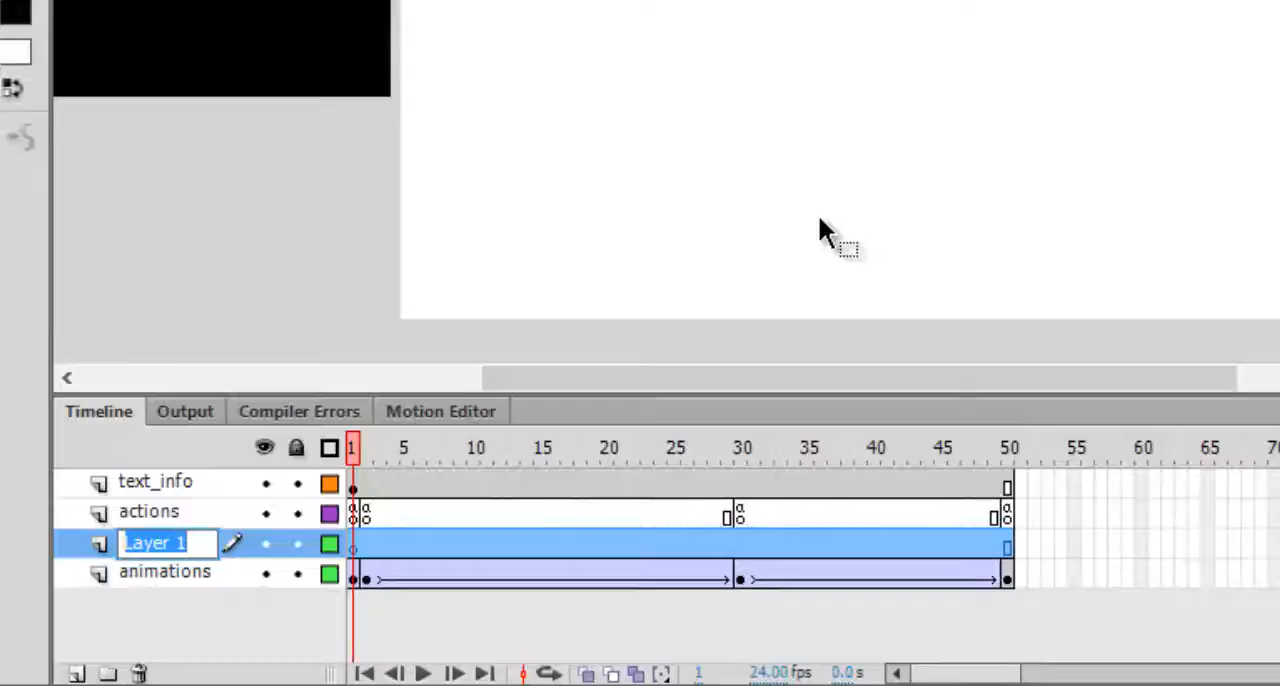 Timeline Output Compiler Errors Motion Editor
1 5 10 15 20 25 30 35 40 45 50 55 60 65 70
text_info
actions
Layer 1
animations
1 24.00 fps 0.0 s